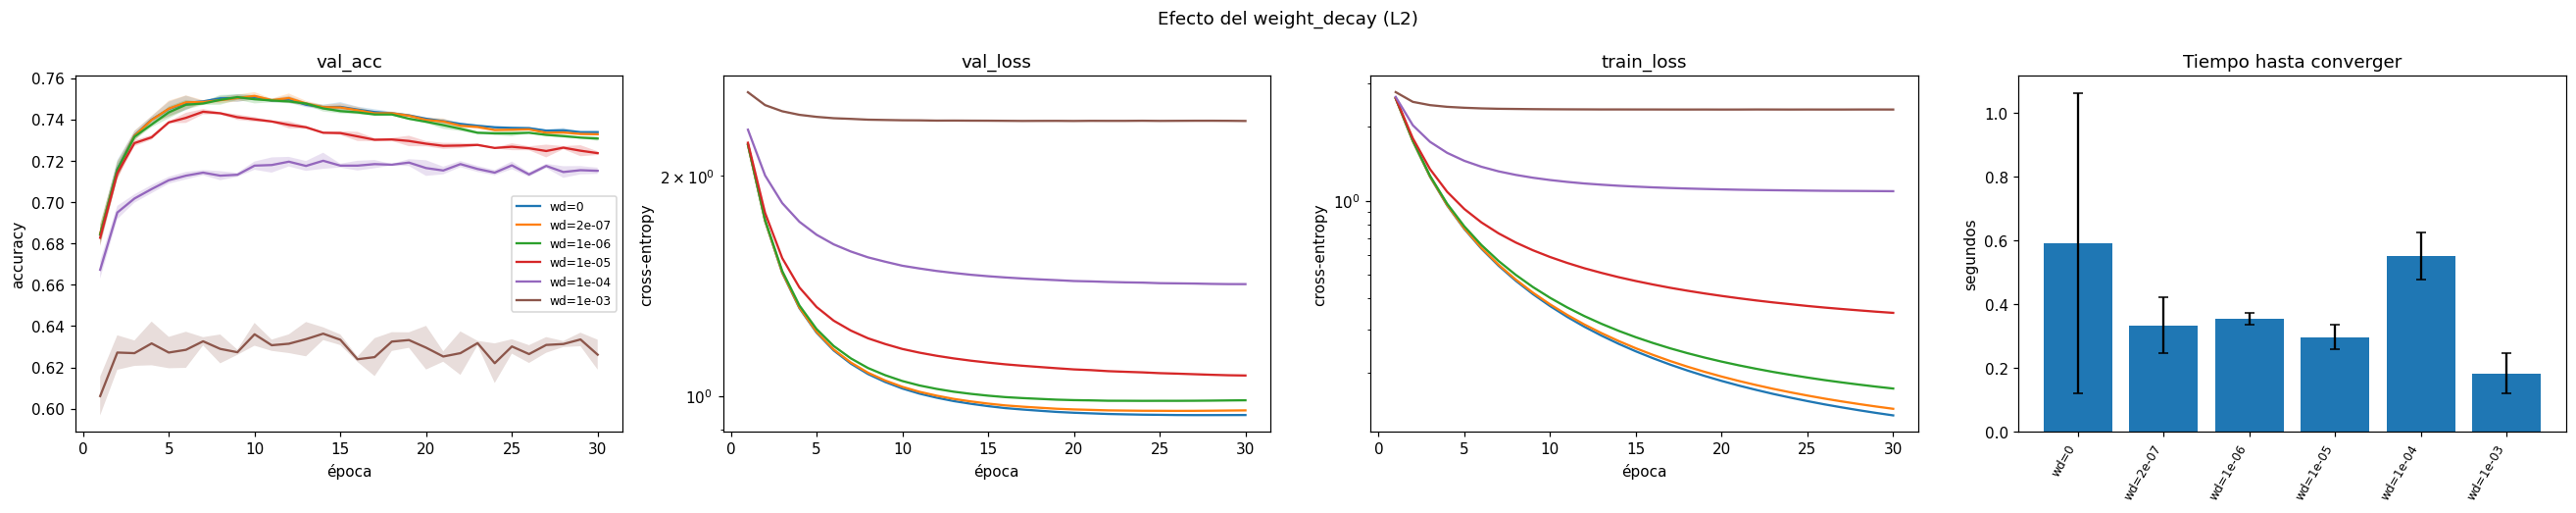 Efecto del weight_decay (L2)
val_acc
accuracy
0.76
0.74
0.72
0.70
0.68
0.66
0.64
0.62
0.60
0 5 10 15 20 25 30
época
wd=0
wd=2e-07
wd=1e-06
wd=1e-05
wd=1e-04
wd=1e-03
val_loss
cross-entropy
2 × 10⁰
10⁰
0 5 10 15 20 25 30
época
train_loss
cross-entropy
10⁰
0 5 10 15 20 25 30
época
Tiempo hasta converger
segundos
1.0
0.8
0.6
0.4
0.2
0.0
wd=0
wd=2e-07
wd=1e-06
wd=1e-05
wd=1e-04
wd=1e-03